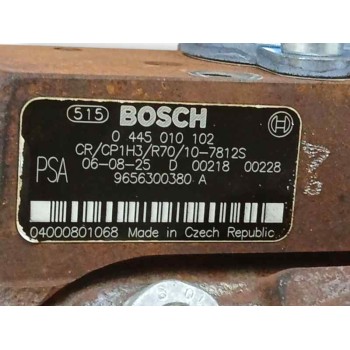 515 BOSCH
0 445 010 102
CR/CP1H3/R70/10-7812S
PSA 06-08-25 D 00218 00228
9656300380 A
04000801068 Made in Czech Republic